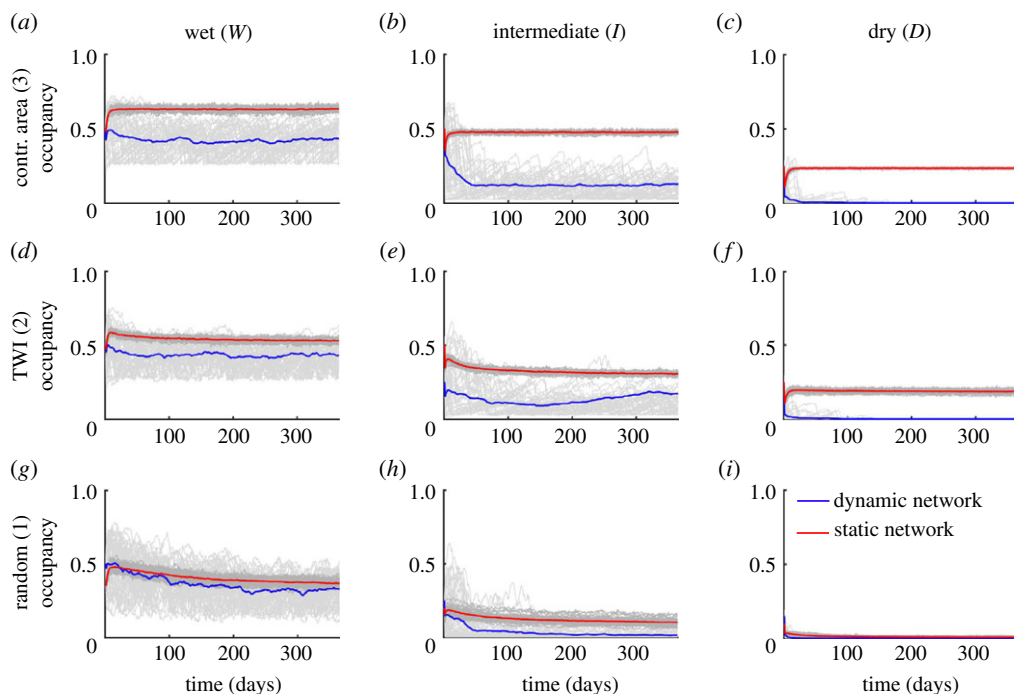 (a) wet (W) (b) intermediate (I) (c) dry (D)
contr. area (3)
occupancy
1.0 1.0 1.0
0.5 0.5 0.5
0 100 200 300 0 100 200 300 0 100 200 300
(d) (e) (f)
TWI (2)
occupancy
1.0 1.0 1.0
0.5 0.5 0.5
0 100 200 300 0 100 200 300 0 100 200 300
(g) (h) (i)
random (1)
occupancy
1.0 1.0 1.0
dynamic network
static network
0.5 0.5 0.5
0 100 200 300 0 100 200 300 0 100 200 300
time (days) time (days) time (days)